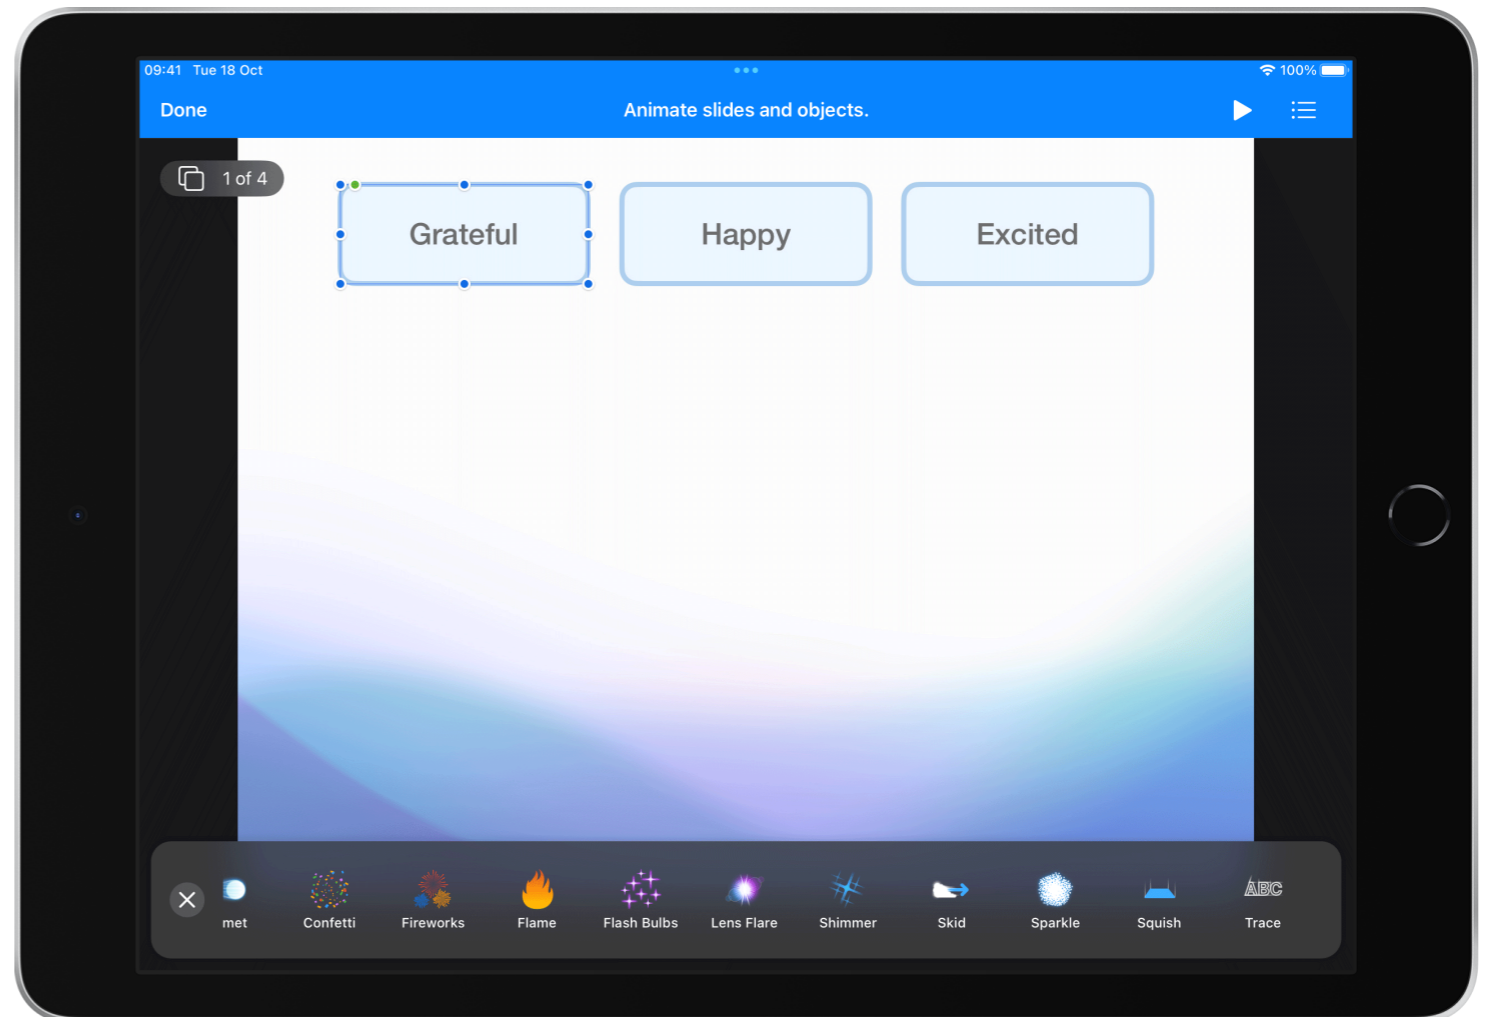 09:41 Tue 18 Oct
100%
Done
Animate slides and objects.
1 of 4
Grateful
Happy
Excited
met
Confetti
Fireworks
Flame
Flash Bulbs
Lens Flare
Shimmer
Skid
Sparkle
Squish
ABC
Trace